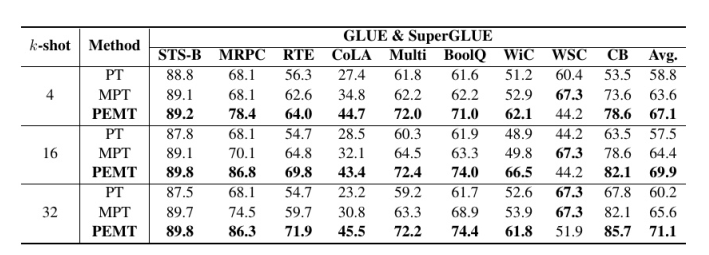 GLUE & SuperGLUE
k-shot Method STS-B MRPC RTE CoLA Multi BoolQ WiC WSC CB Avg.
PT 88.8 68.1 56.3 27.4 61.8 61.6 51.2 60.4 53.5 58.8
4 MPT 89.1 68.1 62.6 34.8 62.2 62.2 52.9 67.3 73.6 63.6
PEMT 89.2 78.4 64.0 44.7 72.0 71.0 62.1 44.2 78.6 67.1
PT 87.8 68.1 54.7 28.5 60.3 61.9 48.9 44.2 63.5 57.5
16 MPT 89.1 70.1 64.8 32.1 64.5 63.3 49.8 67.3 78.6 64.4
PEMT 89.8 86.8 69.8 43.4 72.4 74.0 66.5 44.2 82.1 69.9
PT 87.5 68.1 54.7 23.2 59.2 61.7 52.6 67.3 67.8 60.2
32 MPT 89.7 74.5 59.7 30.8 63.3 68.9 53.9 67.3 82.1 65.6
PEMT 89.8 86.3 71.9 45.5 72.2 74.4 61.8 51.9 85.7 71.1